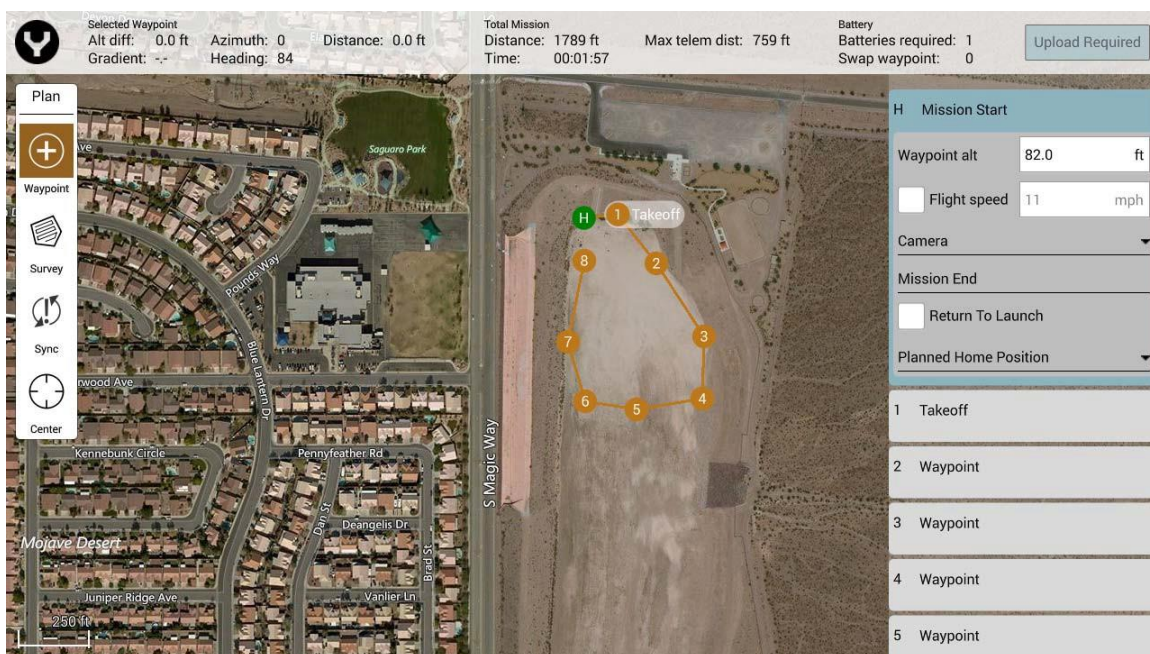 Selected Waypoint
Alt diff: 0.0 ft Azimuth: 0 Distance: 0.0 ft
Gradient: -.- Heading: 84
Total Mission
Distance: 1789 ft Max telem dist: 759 ft
Time: 00:01:57
Battery
Batteries required: 1
Swap waypoint: 0
Upload Required
Plan
Waypoint
Survey
Sync
Center
H Mission Start
Waypoint alt 82.0 ft
Flight speed 11 mph
Camera
Mission End
Return To Launch
Planned Home Position
1 Takeoff
2 Waypoint
3 Waypoint
4 Waypoint
5 Waypoint
Saguaro Park
H
1 Takeoff
2
3
4
5
6
7
8
Pounds Way
Blue Lantern Dr
Kennebunk Circle
Pennyfeather Rd
S Magic Way
Dan St
Deangelis Dr
Brad St
Mojave Desert
Juniper Ridge Ave
Vanlier Ln
250 ft